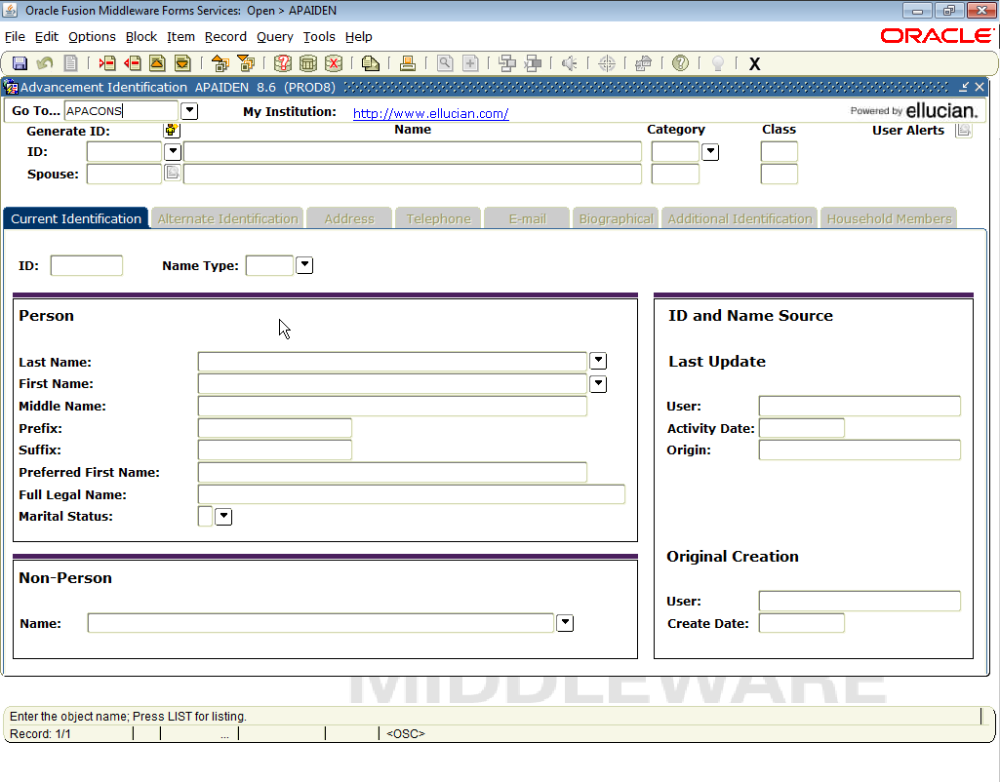 Oracle Fusion Middleware Forms Services: Open > APAIDEN
File Edit Options Block Item Record Query Tools Help
ORACLE
X
Advancement Identification APAIDEN 8.6 (PROD8)
Go To... APACONS My Institution: http://www.ellucian.com/ Powered by ellucian.
Generate ID: Name Category Class User Alerts
ID:
Spouse:
Current Identification Alternate Identification Address Telephone E-mail Biographical Additional Identification Household Members
ID: Name Type:
Person
Last Name:
First Name:
Middle Name:
Prefix:
Suffix:
Preferred First Name:
Full Legal Name:
Marital Status:
ID and Name Source
Last Update
User:
Activity Date:
Origin:
Original Creation
User:
Create Date:
Non-Person
Name:
MIDDLEWARE
Enter the object name; Press LIST for listing.
Record: 1/1 ... <OSC>